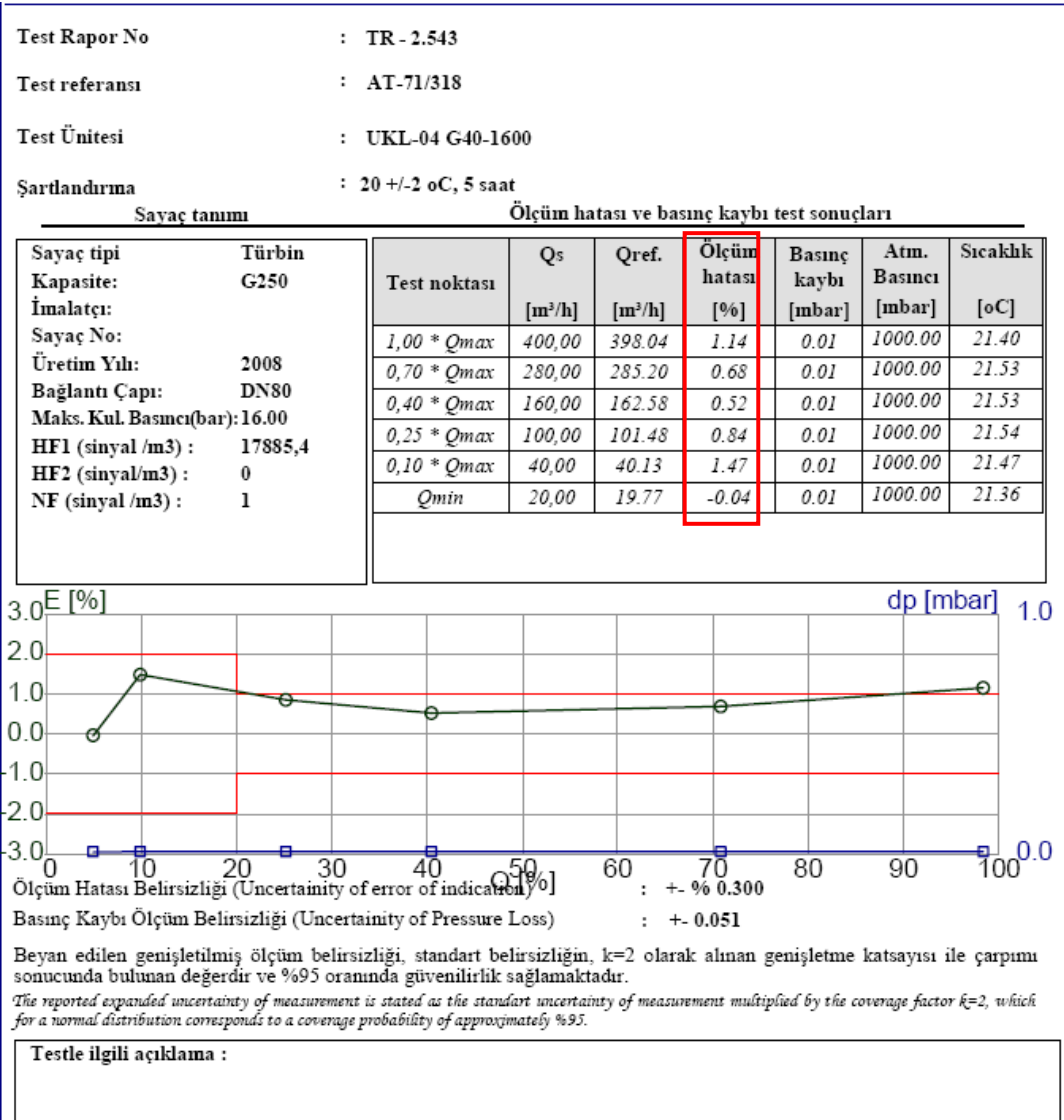 Test Rapor No : TR - 2.543
Test referansı : AT-71/318
Test Ünitesi : UKL-04 G40-1600
Şartlandırma : 20 +/-2 oC, 5 saat
Sayaç tanımı
Sayaç tipi Türbin
Kapasite: G250
İmalatçı:
Sayaç No:
Üretim Yılı: 2008
Bağlantı Çapı: DN80
Maks. Kul. Basıncı(bar): 16.00
HF1 (sinyal /m3) : 17885,4
HF2 (sinyal/m3) : 0
NF (sinyal /m3) : 1
Ölçüm hatası ve basınç kaybı test sonuçları
Test noktası Qs [m³/h] Qref. [m³/h] Ölçüm hatası [%] Basınç kaybı [mbar] Atm. Basıncı [mbar] Sıcaklık [oC]
1,00 * Qmax 400,00 398.04 1.14 0.01 1000.00 21.40
0,70 * Qmax 280,00 285.20 0.68 0.01 1000.00 21.53
0,40 * Qmax 160,00 162.58 0.52 0.01 1000.00 21.53
0,25 * Qmax 100,00 101.48 0.84 0.01 1000.00 21.54
0,10 * Qmax 40,00 40.13 1.47 0.01 1000.00 21.47
Qmin 20,00 19.77 -0.04 0.01 1000.00 21.36
E [%] dp [mbar]
3.0 1.0
2.0
1.0
0.0
-1.0
-2.0
-3.0 0.0
0 10 20 30 40 50 60 70 80 90 100
Q [%]
Ölçüm Hatası Belirsizliği (Uncertainity of error of indication) : +- % 0.300
Basınç Kaybı Ölçüm Belirsizliği (Uncertainity of Pressure Loss) : +- 0.051
Beyan edilen genişletilmiş ölçüm belirsizliği, standart belirsizliğin, k=2 olarak alınan genişletme katsayısı ile çarpımı
sonucunda bulunan değerdir ve %95 oranında güvenilirlik sağlamaktadır.
The reported expanded uncertainty of measurement is stated as the standart uncertainty of measurement multiplied by the coverage factor k=2, which
for a normal distribution corresponds to a coverage probability of approximately %95.
Testle ilgili açıklama :